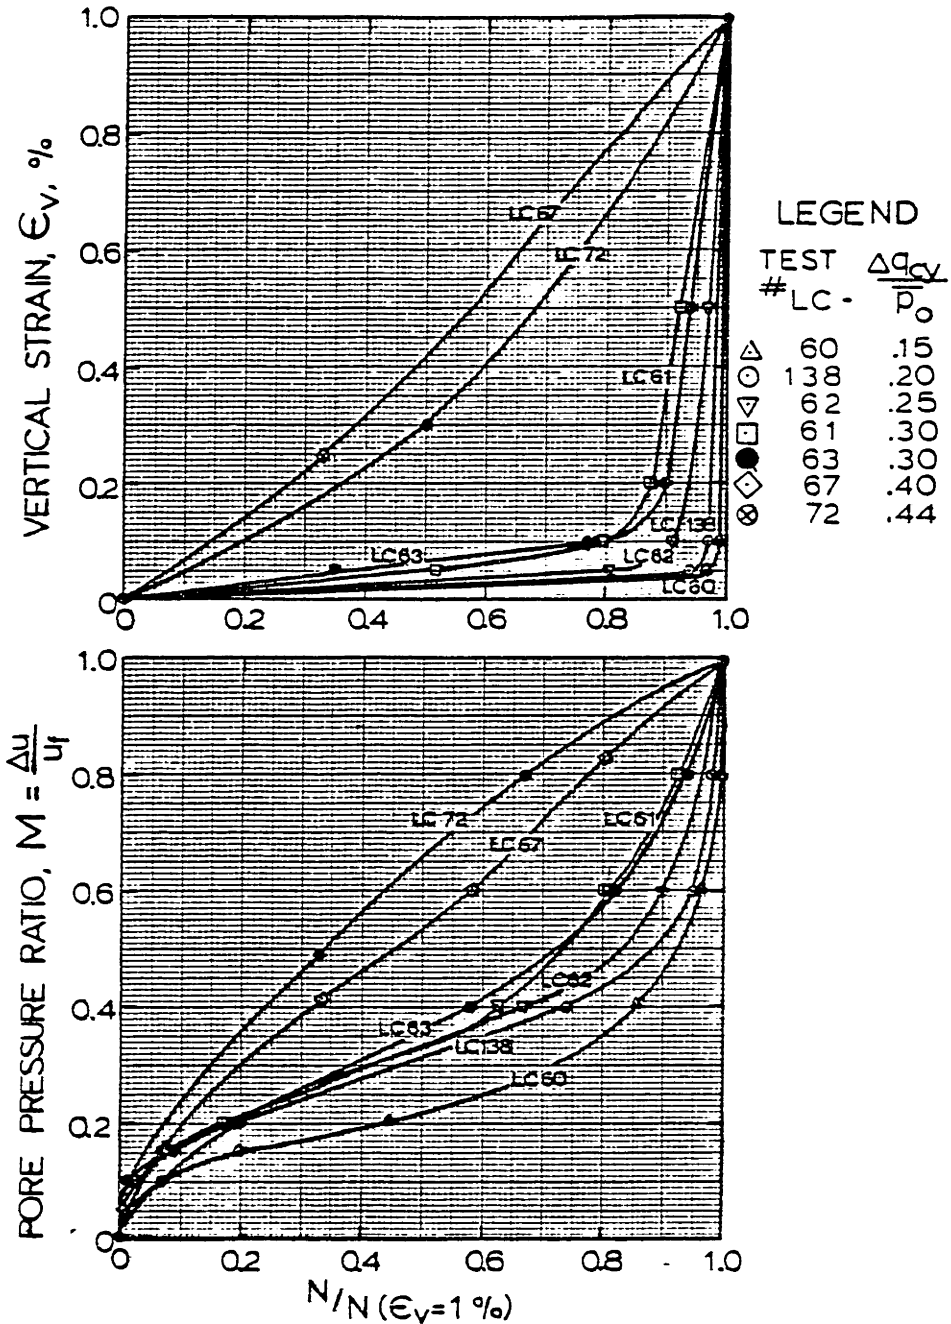 VERTICAL STRAIN, ϵv, %
1.0
0.8
0.6
0.4
0.2
0
0
0.2
0.4
0.6
0.8
1.0
LC67
LC72
LC61
LC138
LC63
LC62
LC60
LEGEND
TEST # LC-
Δqcy / p̅o
60 .15
138 .20
62 .25
61 .30
63 .30
67 .40
72 .44
PORE PRESSURE RATIO, M = Δu/uf
1.0
0.8
0.6
0.4
0.2
0
0
0.2
0.4
0.6
0.8
1.0
LC72
LC61
LC67
LC62
LC63
LC138
LC60
N/N (ϵv=1%)